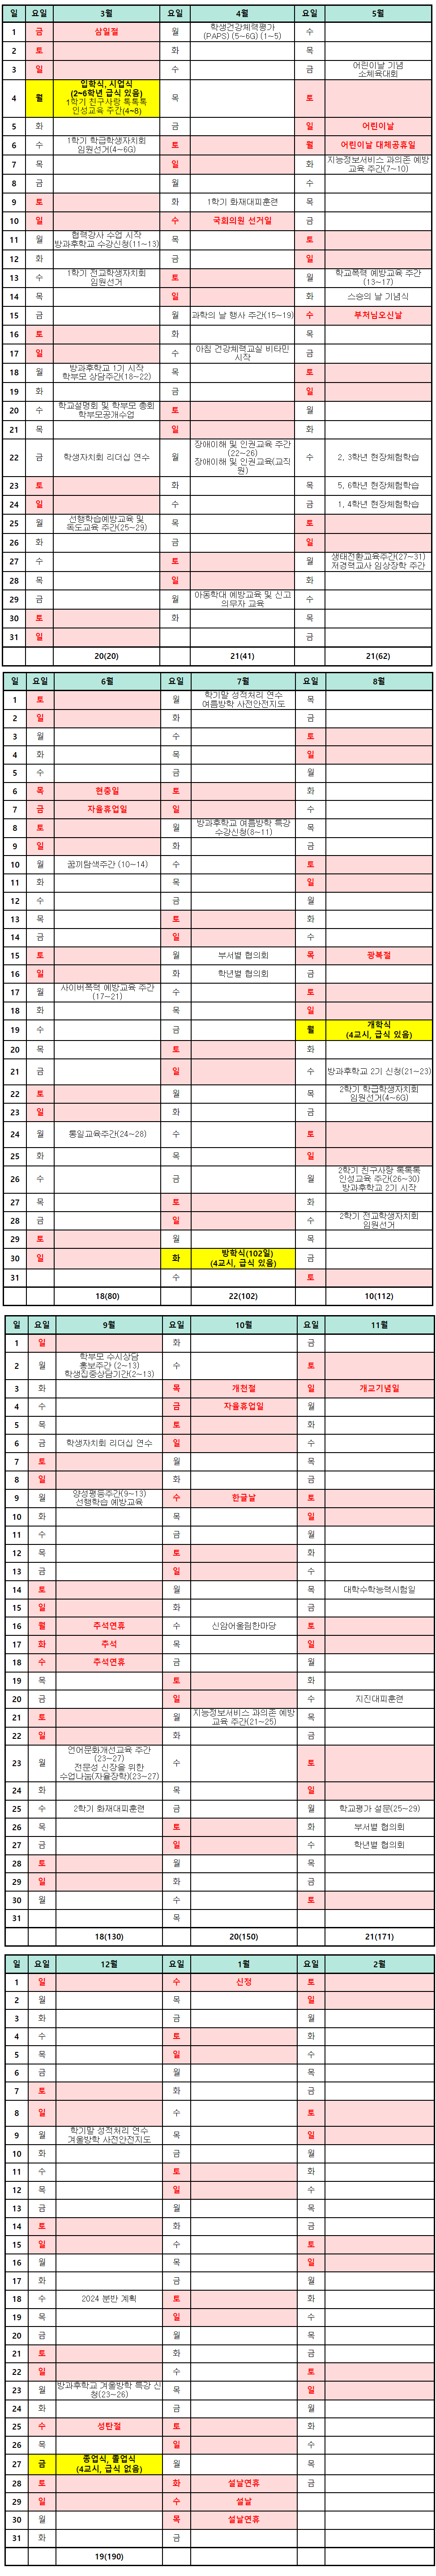 일 요일 3월 요일 4월 요일 5월
1 금 삼일절 월 학생건강체력평가 (PAPS) (5~6G) (1~5) 수
2 토 화 목
3 일 수 금 어린이날 기념 소체육대회
4 월 입학식, 시업식 (2~6학년 급식 있음) 1학기 친구사랑 톡톡톡 인성교육 주간(4~8) 목 토
5 화 금 일 어린이날
6 수 1학기 학급학생자치회 임원선거(4~6G) 토 월 어린이날 대체공휴일
7 목 일 화 지능정보서비스 과의존 예방 교육 주간(7~10)
8 금 월 수
9 토 화 1학기 화재대피훈련 목
10 일 수 국회의원 선거일 금
11 월 협력강사 수업 시작 방과후학교 수강신청(11~13) 목 토
12 화 금 일
13 수 1학기 전교학생자치회 임원선거 토 월 학교폭력 예방교육 주간 (13~17)
14 목 일 화 스승의 날 기념식
15 금 월 과학의 날 행사 주간(15~19) 수 부처님오신날
16 토 화 목
17 일 수 아침 건강체력교실 비타민 시작 금
18 월 방과후학교 1기 시작 학부모 상담주간(18~22) 목 토
19 화 금 일
20 수 학교설명회 및 학부모 총회 학부모공개수업 토 월
21 목 일 화
22 금 학생자치회 리더십 연수 월 장애이해 및 인권교육 주간 (22~26) 장애이해 및 인권교육(교직원) 수 2, 3학년 현장체험학습
23 토 화 목 5, 6학년 현장체험학습
24 일 수 금 1, 4학년 현장체험학습
25 월 선행학습예방교육 및 독도교육 주간(25~29) 목 토
26 화 금 일
27 수 토 월 생태전환교육주간(27~31) 저경력교사 임상장학 주간
28 목 일 화
29 금 월 아동학대 예방교육 및 신고 의무자 교육 수
30 토 화 목
31 일 금
20(20) 21(41) 21(62)
일 요일 6월 요일 7월 요일 8월
1 토 월 학기말 성적처리 연수 여름방학 사전안전지도 목
2 일 화 금
3 월 수 토
4 화 목 일
5 수 금 월
6 목 현충일 토 화
7 금 자율휴업일 일 수
8 토 월 방과후학교 여름방학 특강 수강신청(8~11) 목
9 일 화 금
10 월 꿈끼탐색주간 (10~14) 수 토
11 화 목 일
12 수 금 월
13 목 토 화
14 금 일 수
15 토 월 부서별 협의회 목 광복절
16 일 화 학년별 협의회 금
17 월 사이버폭력 예방교육 주간 (17~21) 수 토
18 화 목 일
19 수 금 월 개학식 (4교시, 급식 있음)
20 목 토 화
21 금 일 수 방과후학교 2기 신청(21~23)
22 토 월 목 2학기 학급학생자치회 임원선거(4~6G)
23 일 화 금
24 월 통일교육주간(24~28) 수 토
25 화 목 일
26 수 금 월 2학기 친구사랑 톡톡톡 인성교육 주간(26~30) 방과후학교 2기 시작
27 목 토 화
28 금 일 수 2학기 전교학생자치회 임원선거
29 토 월 목
30 일 화 방학식(102일) (4교시, 급식 있음) 금
31 수 토
18(80) 22(102) 10(112)
일 요일 9월 요일 10월 요일 11월
1 일 화 금
2 월 학부모 수시상담 홍보주간 (2~13) 학생집중상담기간(2~13) 수 토
3 화 목 개천절 일 개교기념일
4 수 금 자율휴업일 월
5 목 토 화
6 금 학생자치회 리더십 연수 일 수
7 토 월 목
8 일 화 금
9 월 양성평등주간(9~13) 선행학습 예방교육 수 한글날 토
10 화 목 일
11 수 금 월
12 목 토 화
13 금 일 수
14 토 월 목 대학수학능력시험일
15 일 화 금
16 월 추석연휴 수 신암어울림한마당 토
17 화 추석 목 일
18 수 추석연휴 금 월
19 목 토 화
20 금 일 수 지진대피훈련
21 토 월 지능정보서비스 과의존 예방 교육 주간(21~25) 목
22 일 화 금
23 월 언어문화개선교육 주간 (23~27) 전문성 신장을 위한 수업나눔(자율장학)(23~27) 수 토
24 화 목 일
25 수 2학기 화재대피훈련 금 월 학교평가 설문(25~29)
26 목 토 화 부서별 협의회
27 금 일 수 학년별 협의회
28 토 월 목
29 일 화 금
30 월 수 토
31 목
18(130) 20(150) 21(171)
일 요일 12월 요일 1월 요일 2월
1 일 수 신정 토
2 월 목 일
3 화 금 월
4 수 토 화
5 목 일 수
6 금 월 목
7 토 화 금
8 일 수 토
9 월 학기말 성적처리 연수 겨울방학 사전안전지도 목 일
10 화 금 월
11 수 토 화
12 목 일 수
13 금 월 목
14 토 화 금
15 일 수 토
16 월 목 일
17 화 금 월
18 수 2024 분반 계획 토 화
19 목 일 수
20 금 월 목
21 토 화 금
22 일 수 토
23 월 방과후학교 겨울방학 특강 신청(23~26) 목 일
24 화 금 월
25 수 성탄절 토 화
26 목 일 수
27 금 종업식, 졸업식 (4교시, 급식 없음) 월 목
28 토 화 설날연휴 금
29 일 수 설날
30 월 목 설날연휴
31 화 금
19(190)